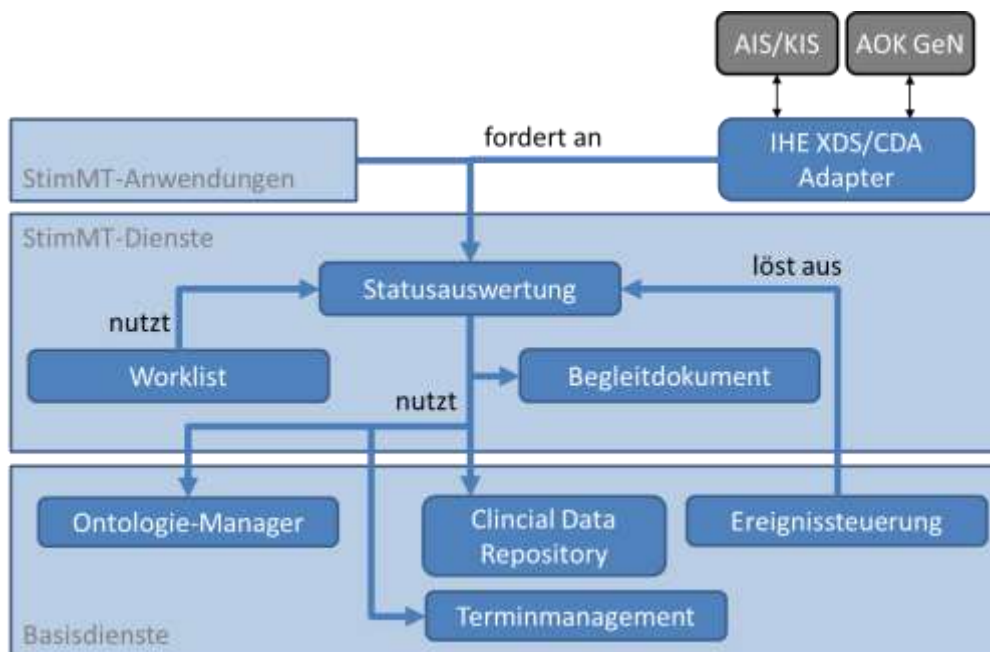 AIS/KIS
AOK GeN
fordert an
IHE XDS/CDA
Adapter
StimMT-Anwendungen
StimMT-Dienste
löst aus
Statusauswertung
nutzt
Worklist
Begleitdokument
nutzt
Ontologie-Manager
Clincial Data
Repository
Ereignissteuerung
Terminmanagement
Basisdienste